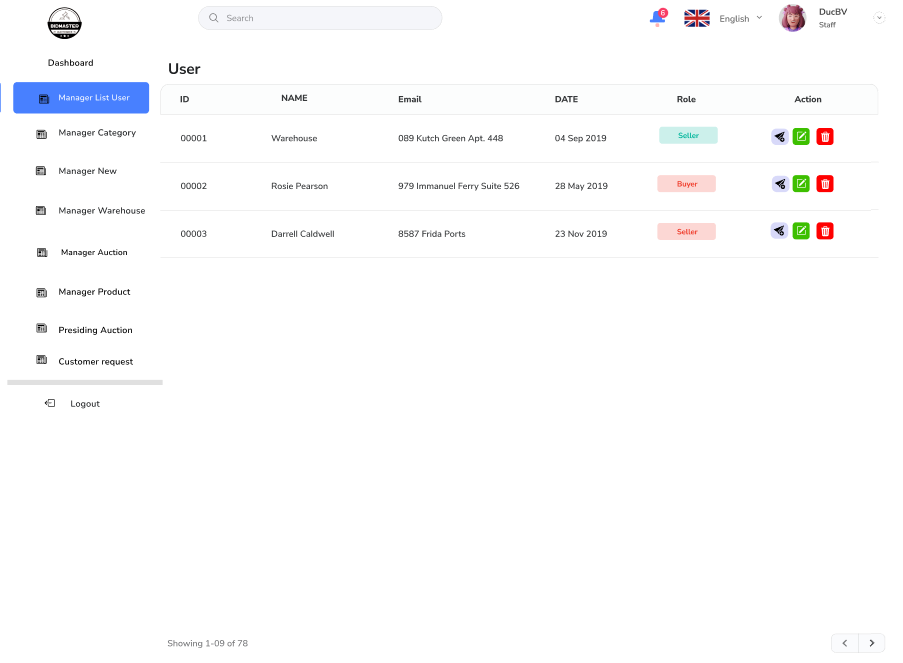 BIDMASTER
Search
6
English
DucBV
Staff
Dashboard
Manager List User
Manager Category
Manager New
Manager Warehouse
Manager Auction
Manager Product
Presiding Auction
Customer request
Logout
User
ID NAME Email DATE Role Action
00001 Warehouse 089 Kutch Green Apt. 448 04 Sep 2019 Seller
00002 Rosie Pearson 979 Immanuel Ferry Suite 526 28 May 2019 Buyer
00003 Darrell Caldwell 8587 Frida Ports 23 Nov 2019 Seller
Showing 1-09 of 78